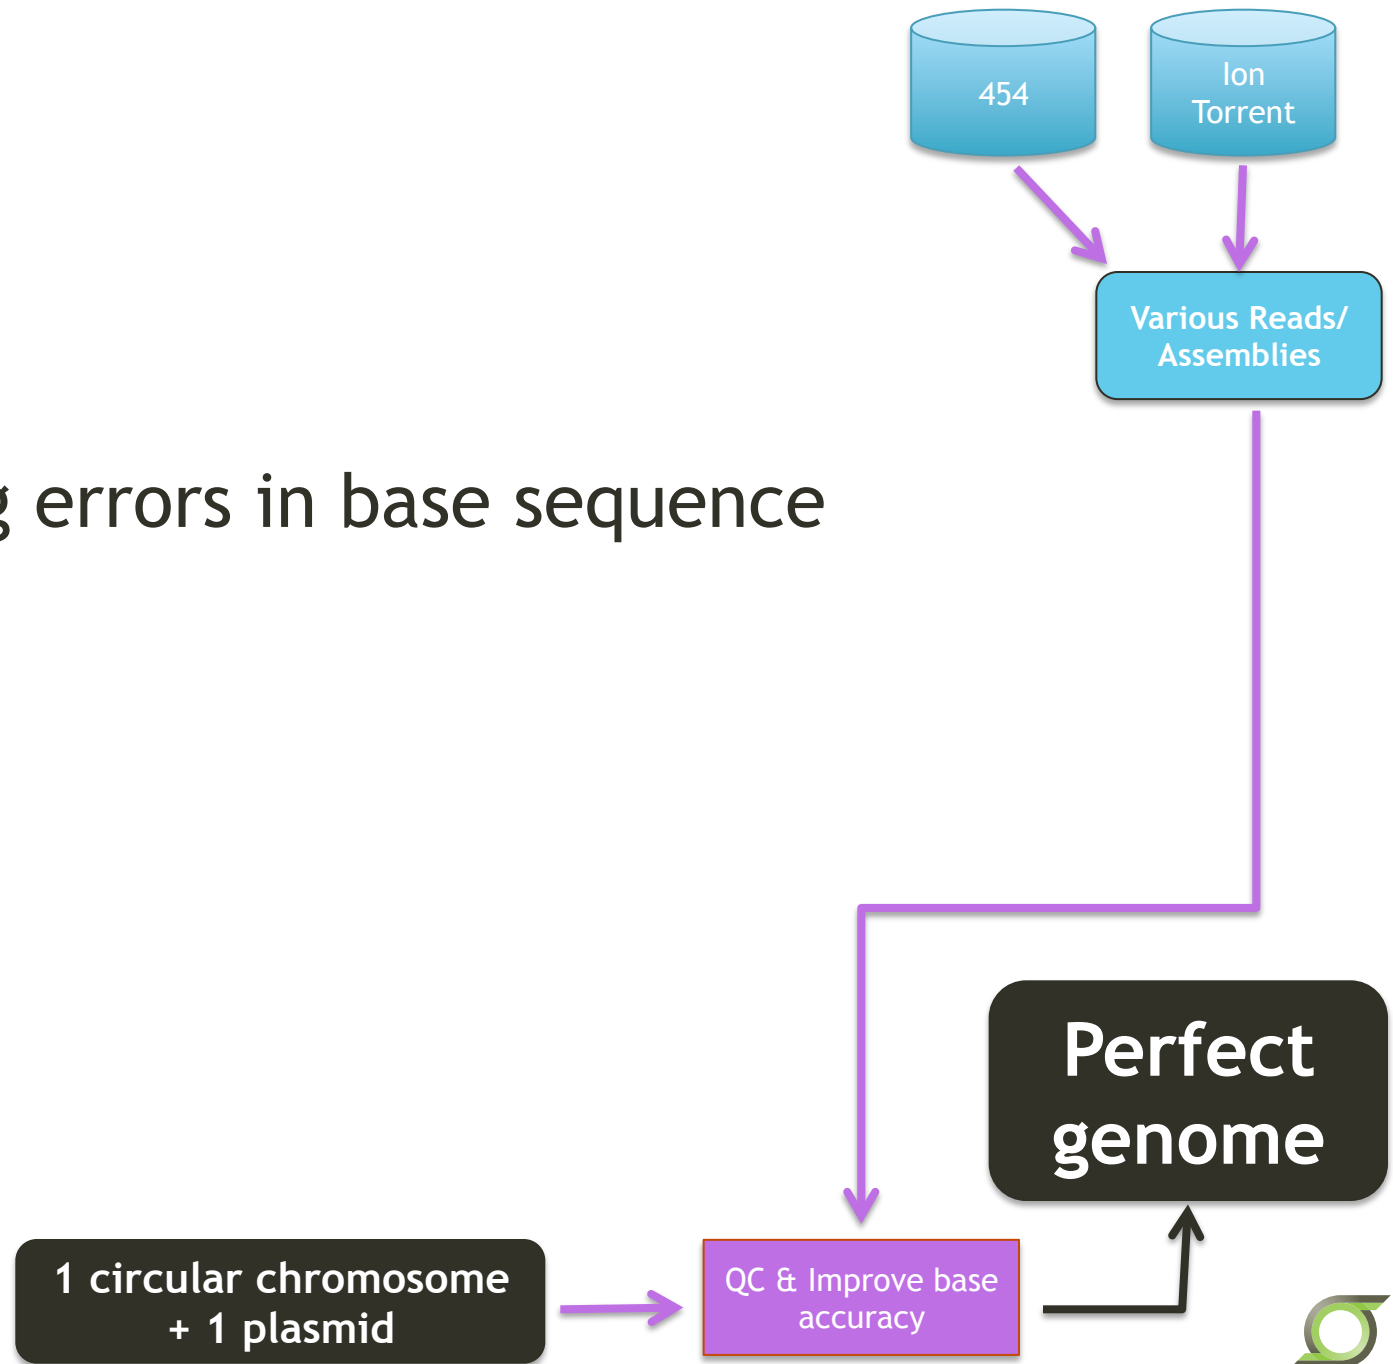 454
Ion
Torrent
Various Reads/
Assemblies
errors in base sequence
Perfect
genome
1 circular chromosome
+ 1 plasmid
QC & Improve base
accuracy